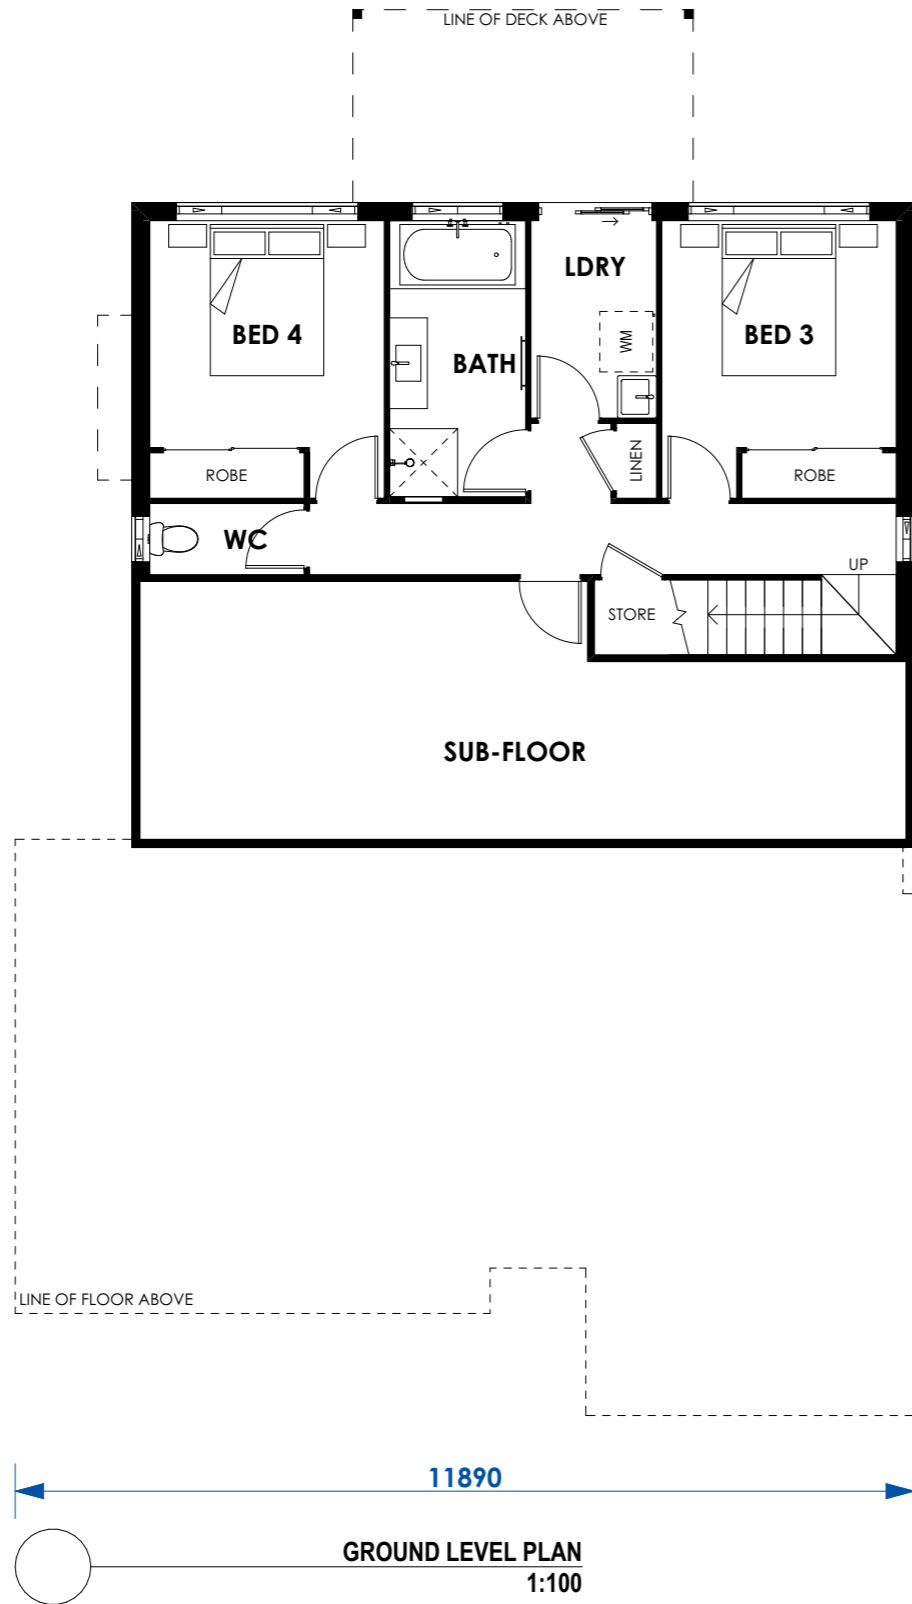 LINE OF DECK ABOVE
LDRY
BED 4
BATH
WM
BED 3
ROBE
LINEN
ROBE
WC
UP
STORE
SUB-FLOOR
LINE OF FLOOR ABOVE
11890
GROUND LEVEL PLAN
1:100